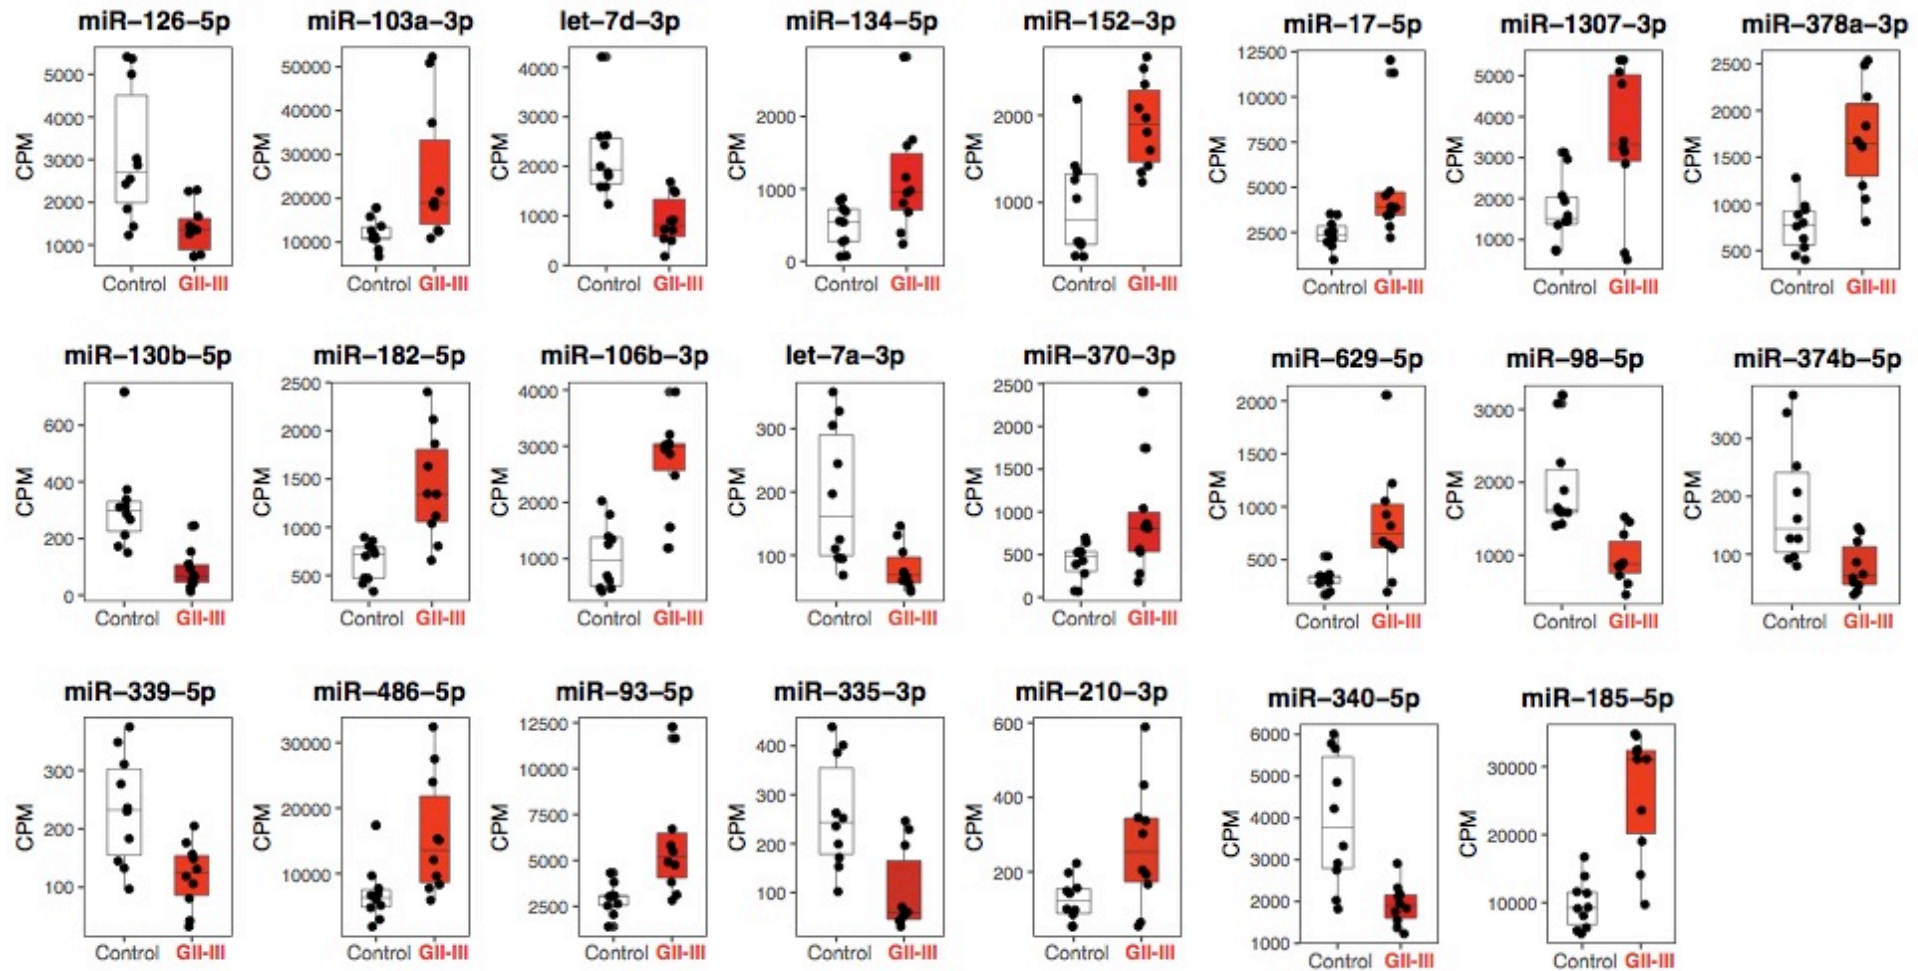 miR−126−5p miR−103a−3p let−7d−3p miR−134−5p miR−152−3p miR−17−5p miR−1307−3p miR−378a−3p
CPM 5000 4000 3000 2000 1000
CPM 50000 40000 30000 20000 10000
CPM 4000 3000 2000 1000 0
CPM 2000 1000 0
CPM 2000 1000
CPM 12500 10000 7500 5000 2500
CPM 5000 4000 3000 2000 1000
CPM 2500 2000 1500 1000 500
Control GII-III Control GII-III Control GII-III Control GII-III Control GII-III Control GII-III Control GII-III Control GII-III
miR−130b−5p miR−182−5p miR−106b−3p let−7a−3p miR−370−3p miR−629−5p miR−98−5p miR−374b−5p
CPM 600 400 200 0
CPM 2500 2000 1500 1000 500
CPM 4000 3000 2000 1000
CPM 300 200 100
CPM 2500 2000 1500 1000 500 0
CPM 2000 1500 1000 500
CPM 3000 2000 1000
CPM 300 200 100
Control GII-III Control GII-III Control GII-III Control GII-III Control GII-III Control GII-III Control GII-III Control GII-III
miR−339−5p miR−486−5p miR−93−5p miR−335−3p miR−210−3p miR−340−5p miR−185−5p
CPM 300 200 100
CPM 30000 20000 10000
CPM 12500 10000 7500 5000 2500
CPM 400 300 200 100
CPM 600 400 200
CPM 6000 5000 4000 3000 2000 1000
CPM 30000 20000 10000
Control GII-III Control GII-III Control GII-III Control GII-III Control GII-III Control GII-III Control GII-III